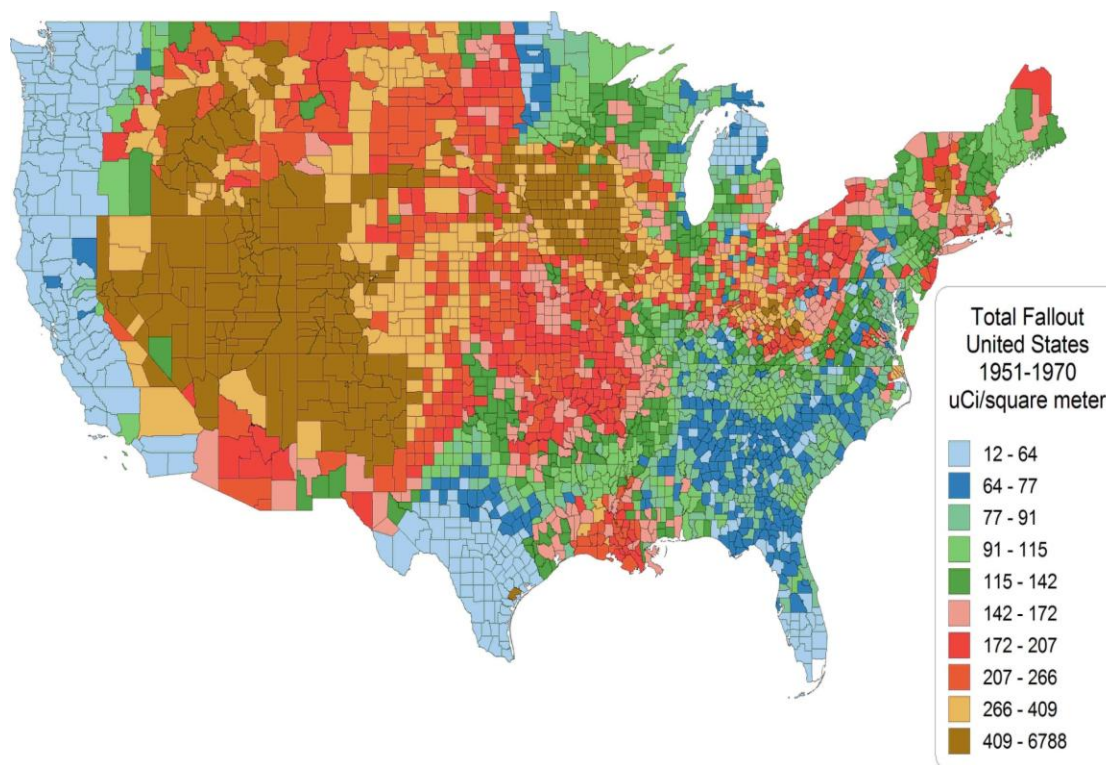 Total Fallout
United States
1951-1970
uCi/square meter
12 - 64
64 - 77
77 - 91
91 - 115
115 - 142
142 - 172
172 - 207
207 - 266
266 - 409
409 - 6788